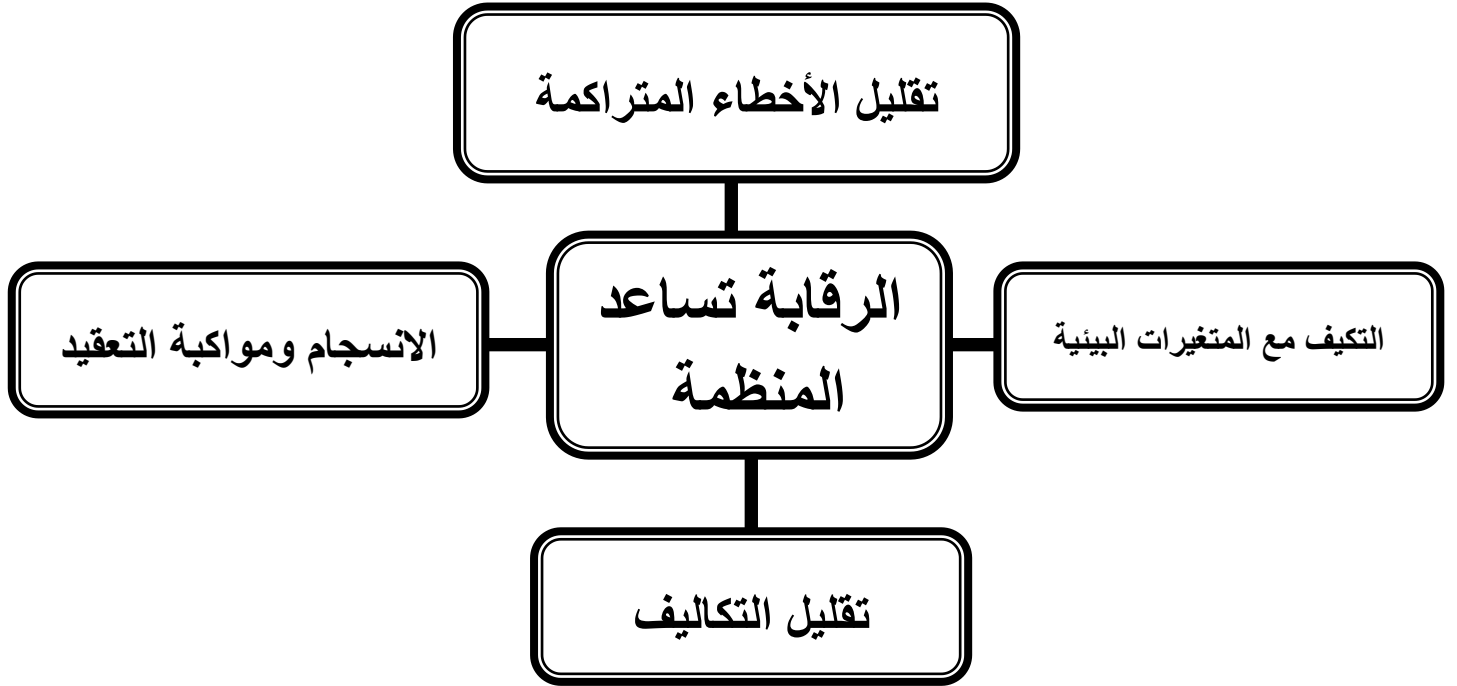 تقليل الأخطاء المتراكمة
الرقابة تساعد
المنظمة
التكيف مع المتغيرات البيئية
الانسجام ومواكبة التعقيد
تقليل التكاليف